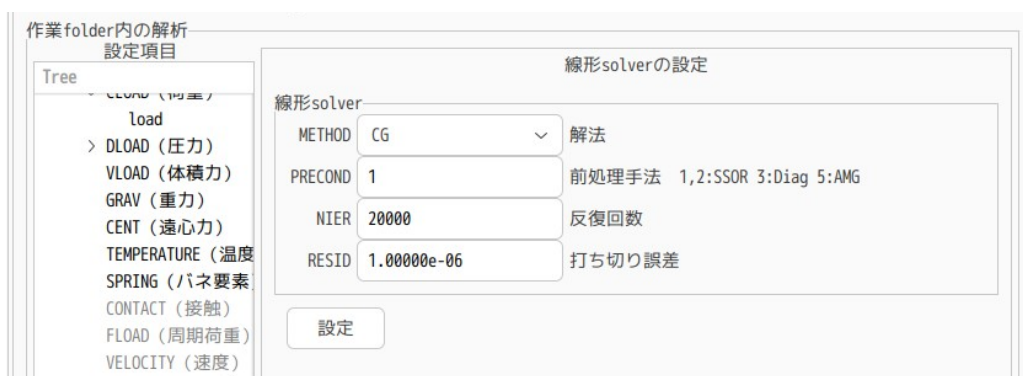 作業folder内の解析
設定項目
Tree
CLOAD (荷重)
load
> DLOAD (圧力)
VLOAD (体積力)
GRAV (重力)
CENT (遠心力)
TEMPERATURE (温度
SPRING (バネ要素
CONTACT (接触)
FLOAD (周期荷重)
VELOCITY (速度)
線形solverの設定
線形solver
METHOD CG 解法
PRECOND 1 前処理手法 1,2:SSOR 3:Diag 5:AMG
NIER 20000 反復回数
RESID 1.00000e-06 打ち切り誤差
設定